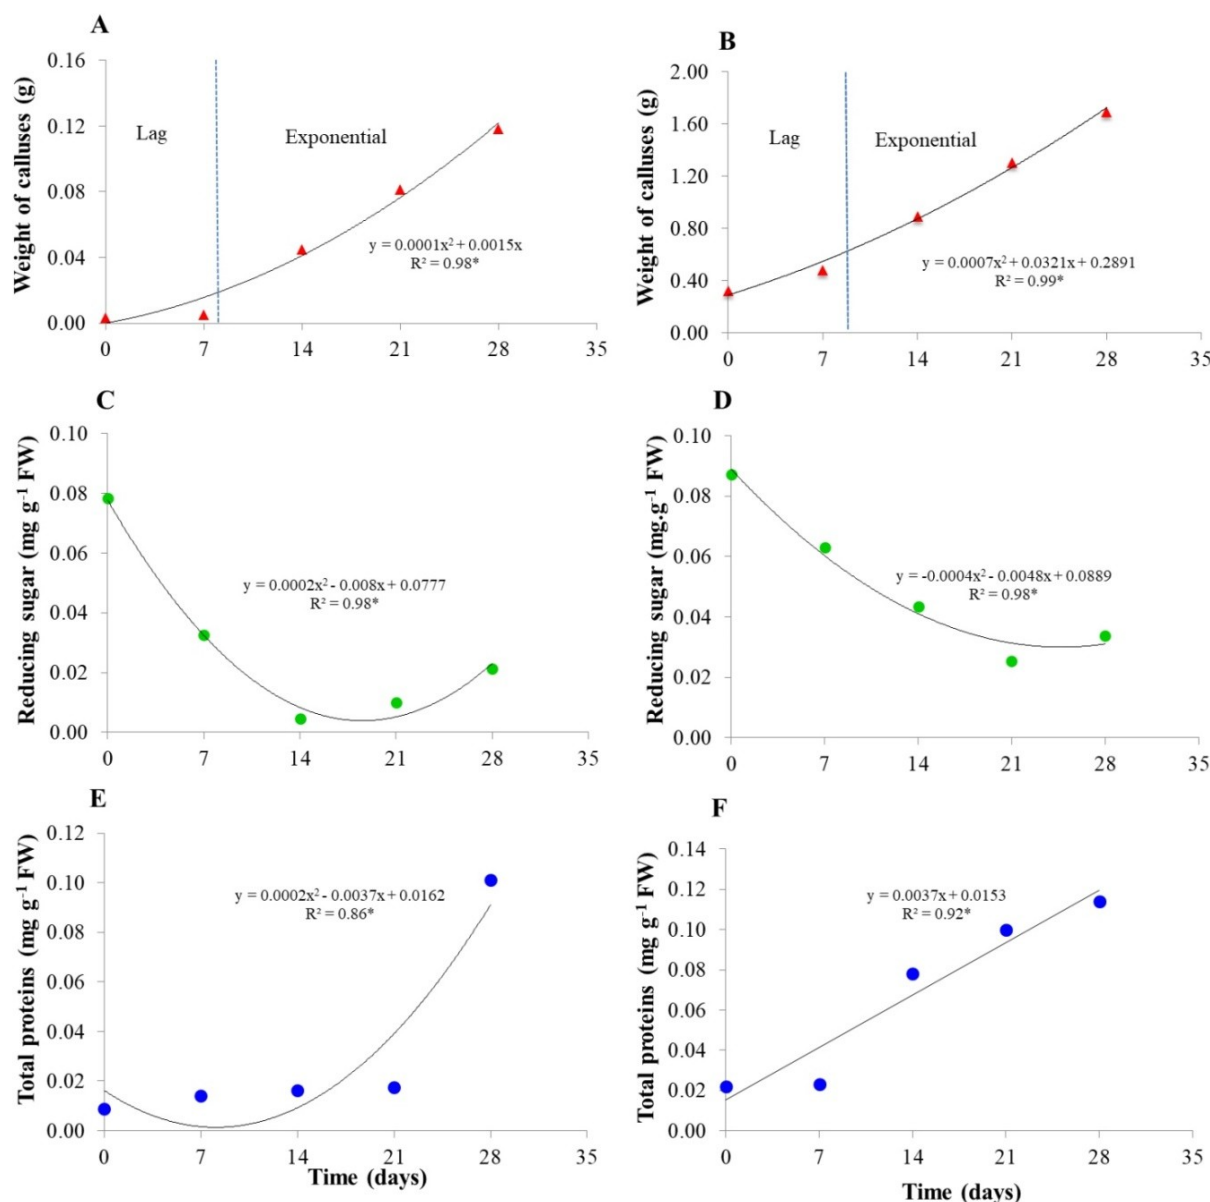 A
Weight of calluses (g)
0.16
0.12
0.08
0.04
0.00
Lag
Exponential
y = 0.0001x² + 0.0015x
R² = 0.98*
0 7 14 21 28 35
B
Weight of calluses (g)
2.00
1.60
1.20
0.80
0.40
0.00
Lag
Exponential
y = 0.0007x² + 0.0321x + 0.2891
R² = 0.99*
0 7 14 21 28 35
C
Reducing sugar (mg g⁻¹ FW)
0.10
0.08
0.06
0.04
0.02
0.00
y = 0.0002x² - 0.008x + 0.0777
R² = 0.98*
0 7 14 21 28 35
D
Reducing sugar (mg.g⁻¹ FW)
0.10
0.08
0.06
0.04
0.02
0.00
y = -0.0004x² - 0.0048x + 0.0889
R² = 0.98*
0 7 14 21 28 35
E
Total proteins (mg g⁻¹ FW)
0.12
0.10
0.08
0.06
0.04
0.02
0.00
y = 0.0002x² - 0.0037x + 0.0162
R² = 0.86*
0 7 14 21 28 35
Time (days)
F
Total proteins (mg g⁻¹ FW)
0.14
0.12
0.10
0.08
0.06
0.04
0.02
0.00
y = 0.0037x + 0.0153
R² = 0.92*
0 7 14 21 28 35
Time (days)